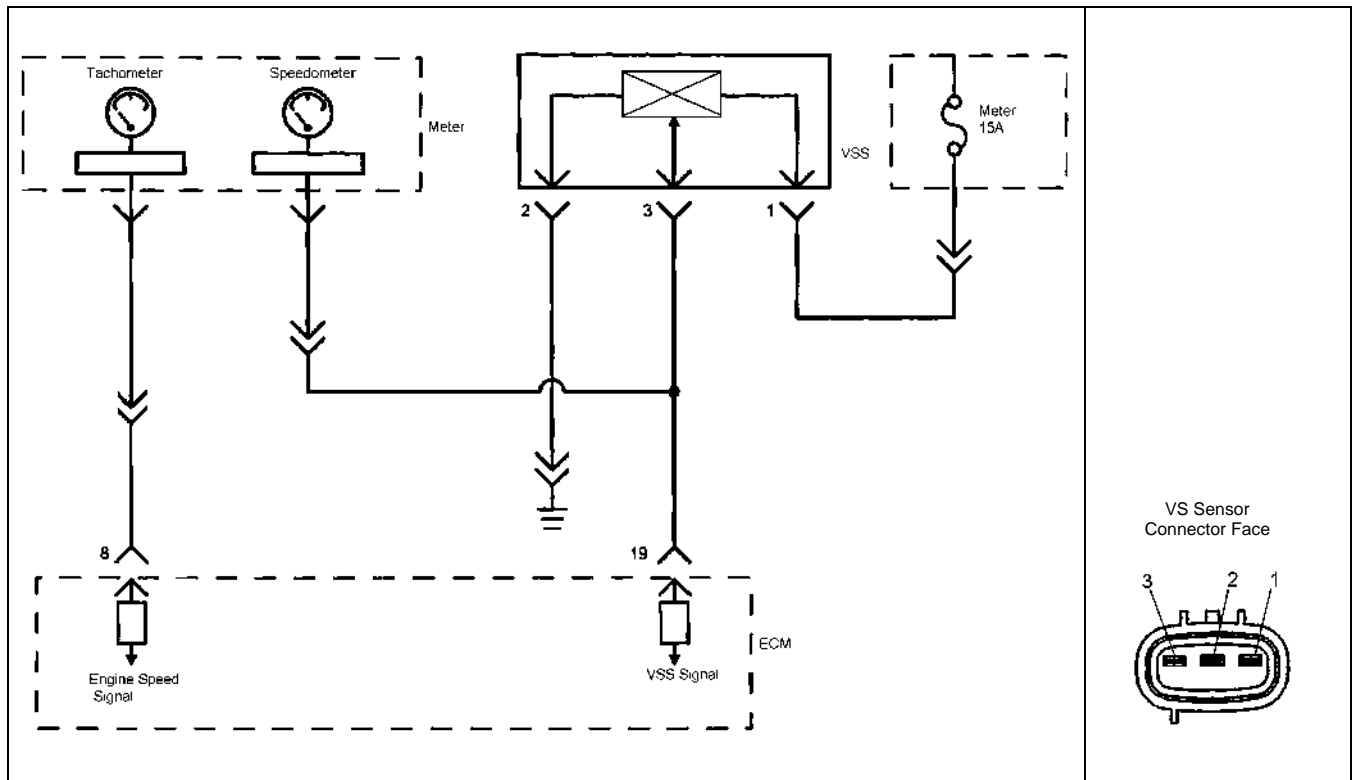 Tachometer
Speedometer
Meter
VSS
Meter
15A
2
3
1
8
19
ECM
Engine Speed
Signal
VSS Signal
VS Sensor
Connector Face
3
2
1